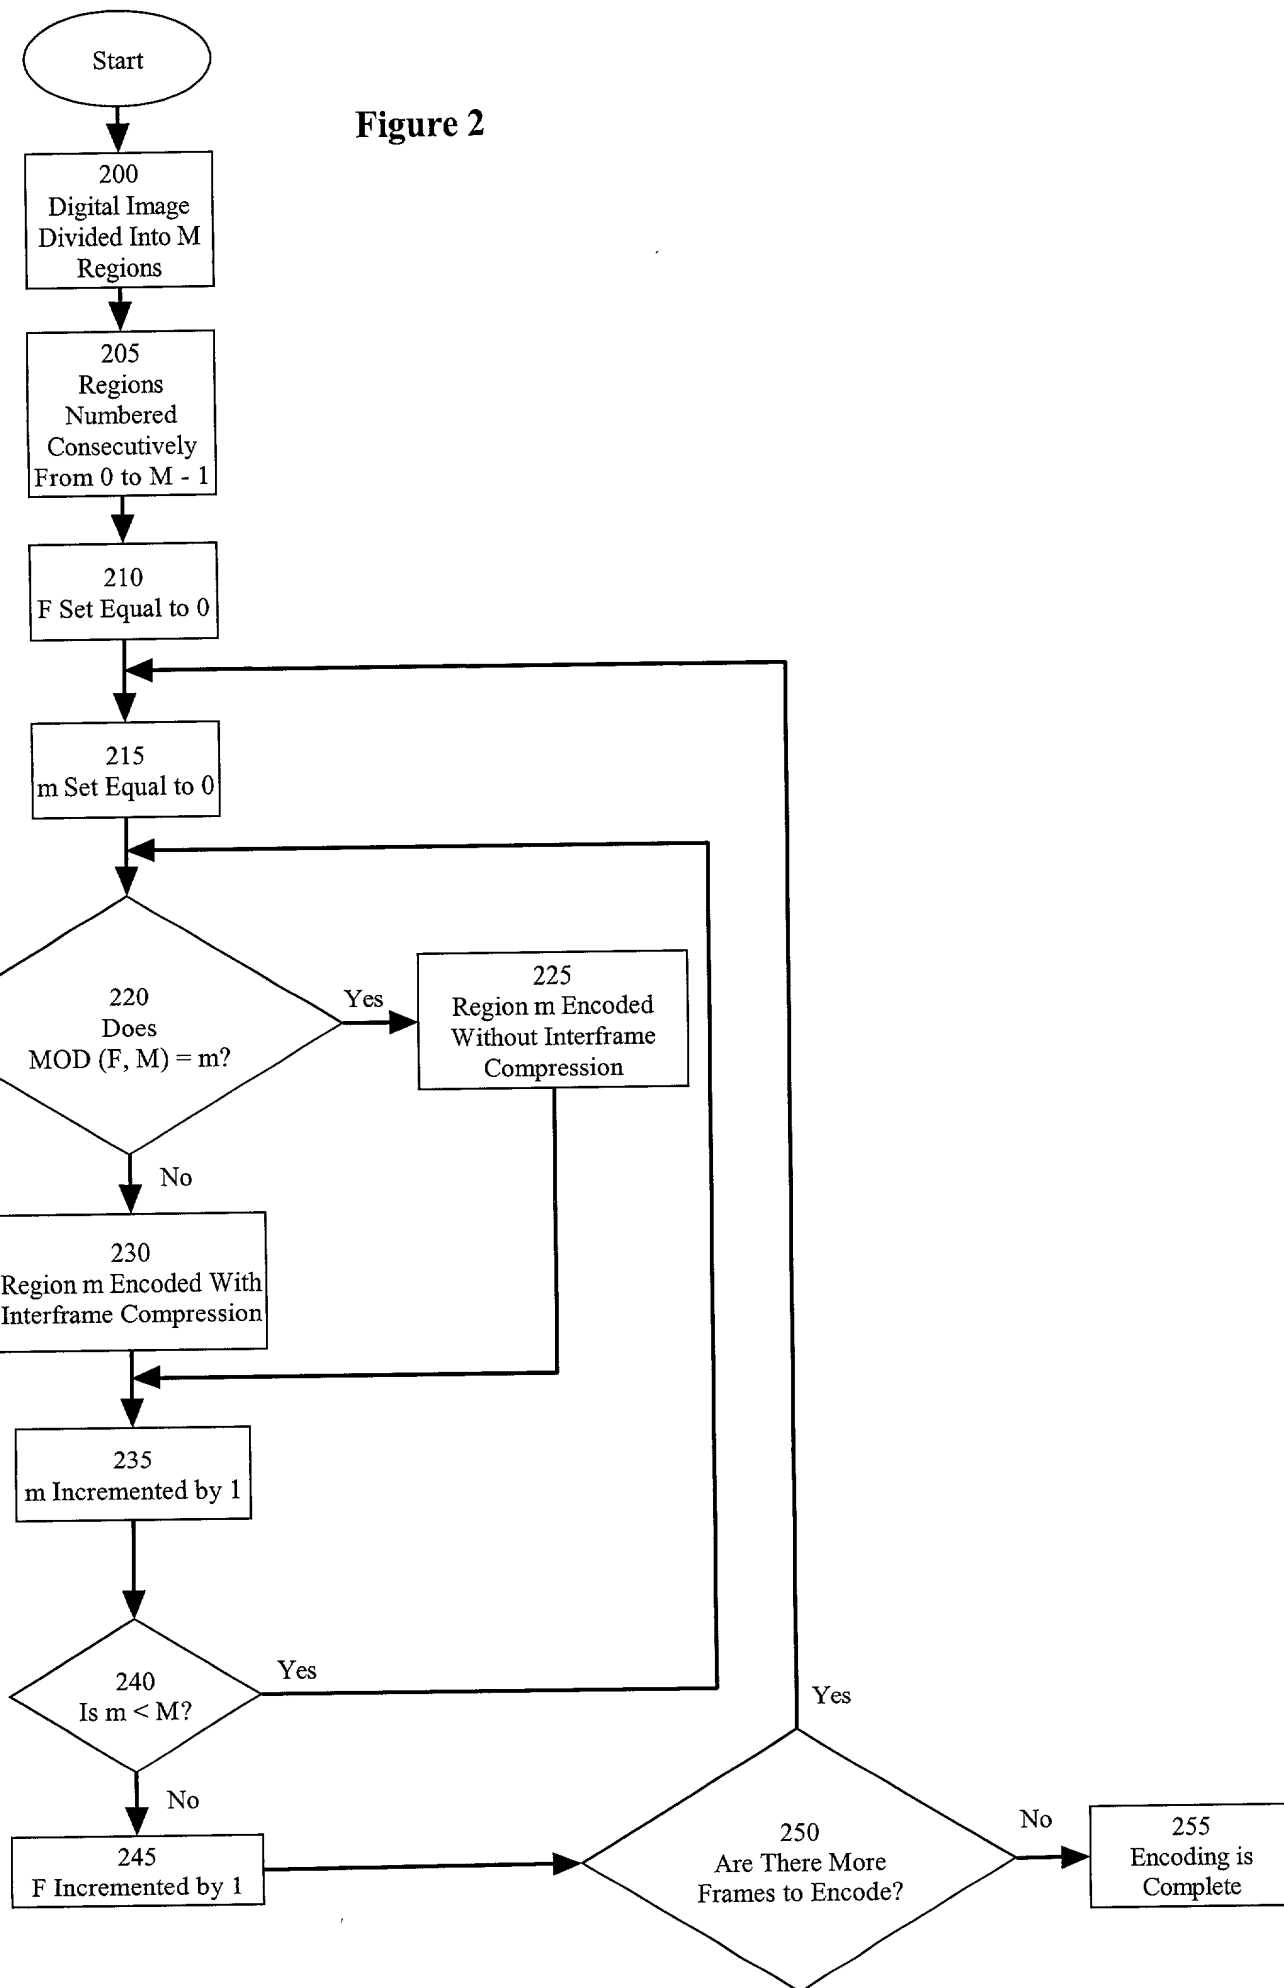 Start
Figure 2
200
Digital Image
Divided Into M
Regions
205
Regions
Numbered
Consecutively
From 0 to M - 1
210
F Set Equal to 0
215
m Set Equal to 0
220
Does
MOD (F, M) = m?
Yes
225
Region m Encoded
Without Interframe
Compression
No
230
Region m Encoded With
Interframe Compression
235
m Incremented by 1
240
Is m < M?
Yes
No
245
F Incremented by 1
250
Are There More
Frames to Encode?
Yes
No
255
Encoding is
Complete